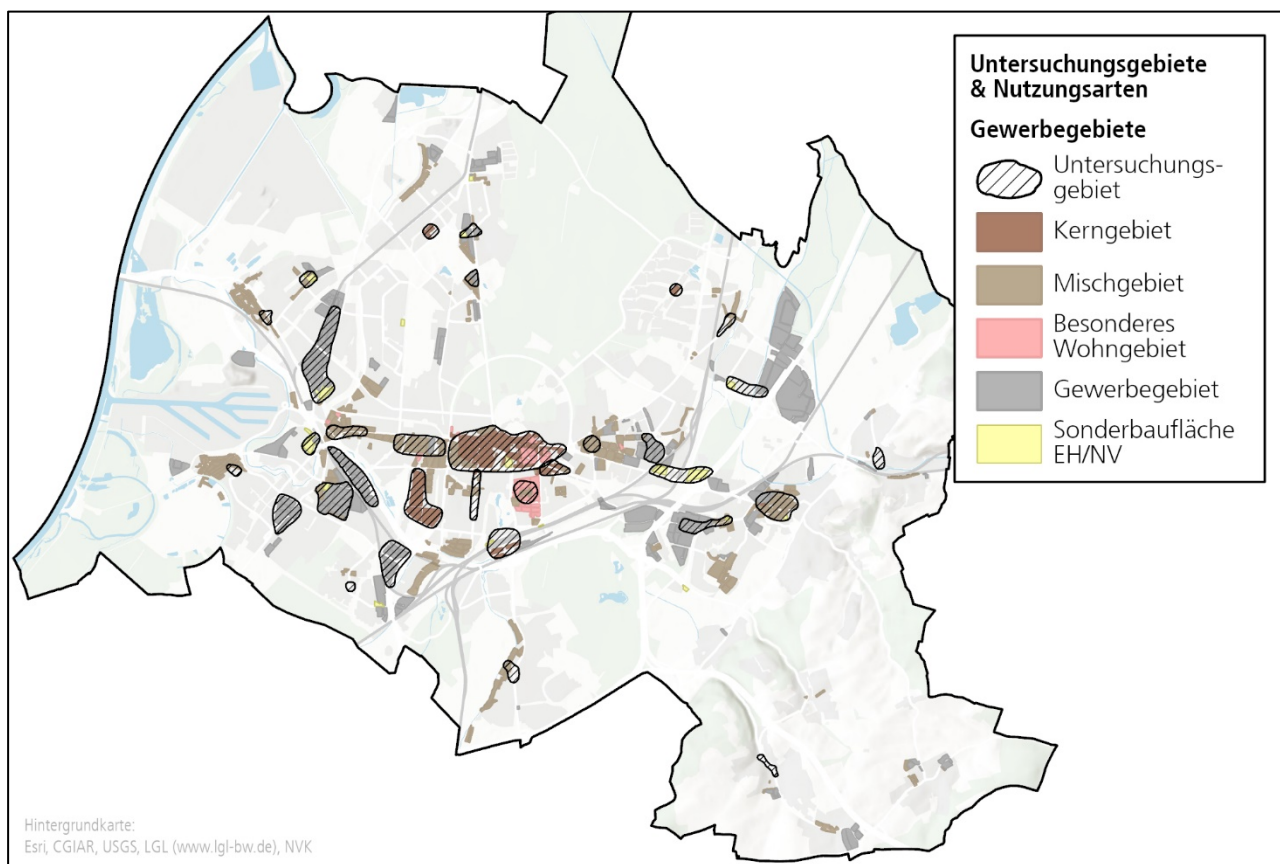 Untersuchungsgebiete
& Nutzungsarten
Gewerbegebiete
Untersuchungs-
gebiet
Kerngebiet
Mischgebiet
Besonderes
Wohngebiet
Gewerbegebiet
Sonderbaufläche
EH/NV
Hintergrundkarte:
Esri, CGIAR, USGS, LGL (www.lgl-bw.de), NVK